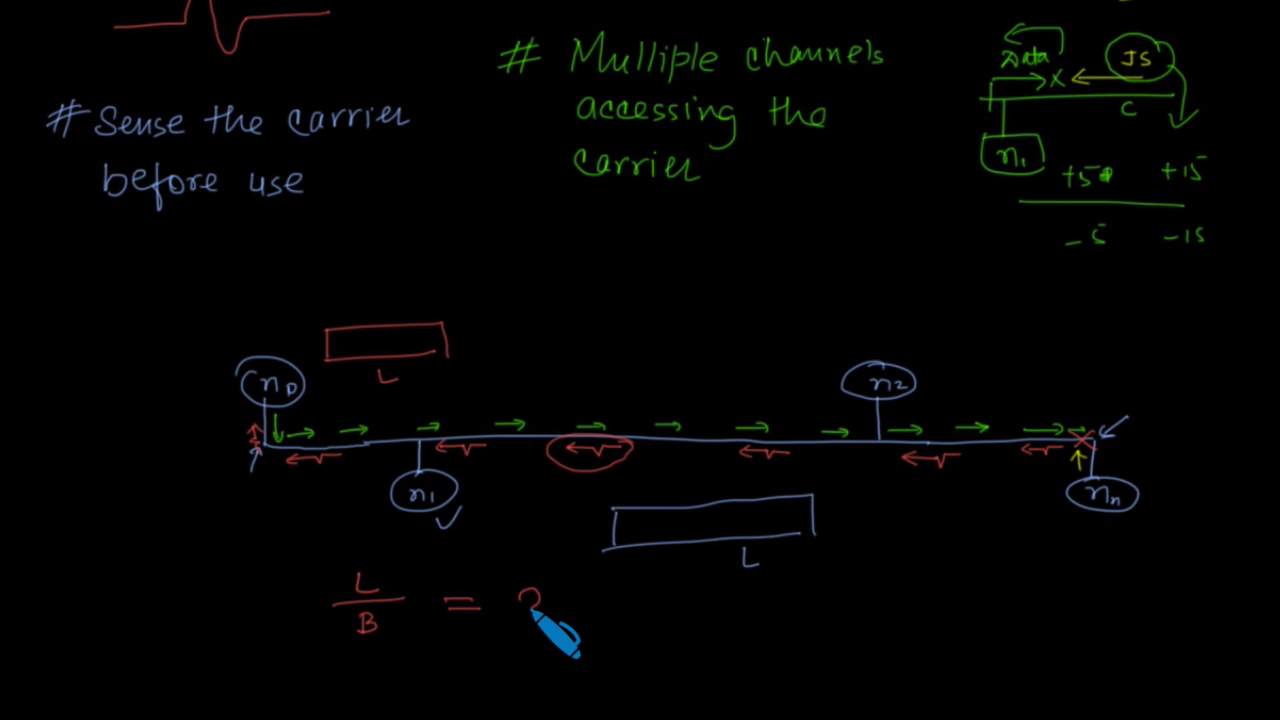 # Sense the carrier
before use
# Mulliple channels
accessing the
carrier
Data
X
JS
C
n1
+5
+15
-5
-15
L
n2
n1
nn
L
L
B
=